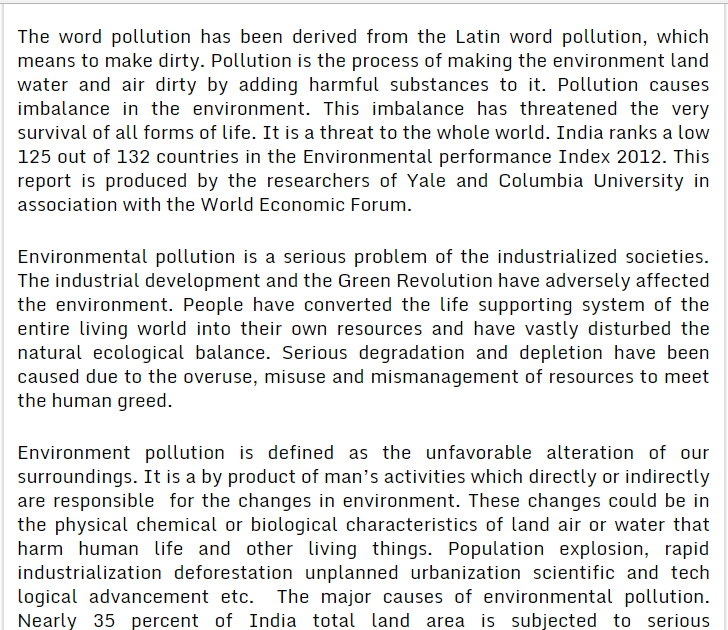 The word pollution has been derived from the Latin word pollution, which
means to make dirty. Pollution is the process of making the environment land
water and air dirty by adding harmful substances to it. Pollution causes
imbalance in the environment. This imbalance has threatened the very
survival of all forms of life. It is a threat to the whole world. India ranks a low
125 out of 132 countries in the Environmental performance Index 2012. This
report is produced by the researchers of Yale and Columbia University in
association with the World Economic Forum.

Environmental pollution is a serious problem of the industrialized societies.
The industrial development and the Green Revolution have adversely affected
the environment. People have converted the life supporting system of the
entire living world into their own resources and have vastly disturbed the
natural ecological balance. Serious degradation and depletion have been
caused due to the overuse, misuse and mismanagement of resources to meet
the human greed.

Environment pollution is defined as the unfavorable alteration of our
surroundings. It is a by product of man’s activities which directly or indirectly
are responsible  for the changes in environment. These changes could be in
the physical chemical or biological characteristics of land air or water that
harm human life and other living things. Population explosion, rapid
industrialization deforestation unplanned urbanization scientific and tech
logical advancement etc.  The major causes of environmental pollution.
Nearly 35 percent of India total land area is subjected to serious